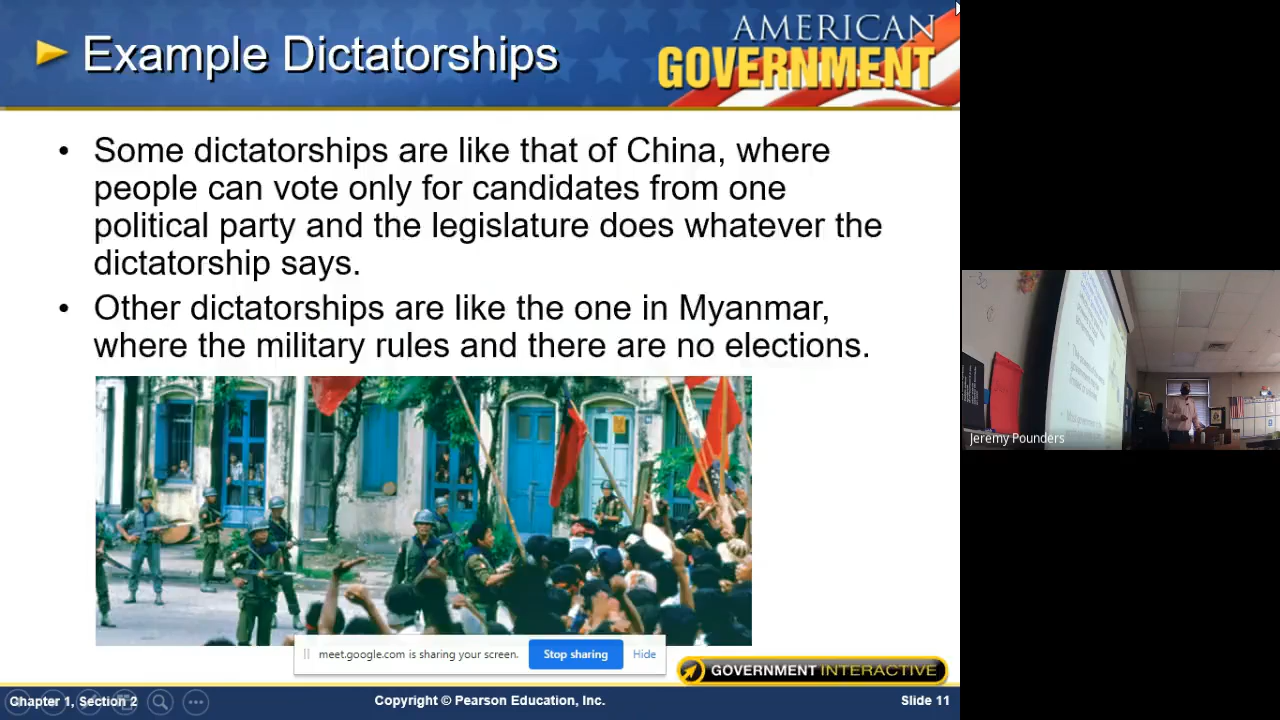 Example Dictatorships
AMERICAN
GOVERNMENT
• Some dictatorships are like that of China, where
people can vote only for candidates from one
political party and the legislature does whatever the
dictatorship says.
• Other dictatorships are like the one in Myanmar,
where the military rules and there are no elections.
Jeremy Pounders
meet.google.com is sharing your screen.
Stop sharing
Hide
GOVERNMENT INTERACTIVE
Chapter 1, Section 2
Copyright © Pearson Education, Inc.
Slide 11